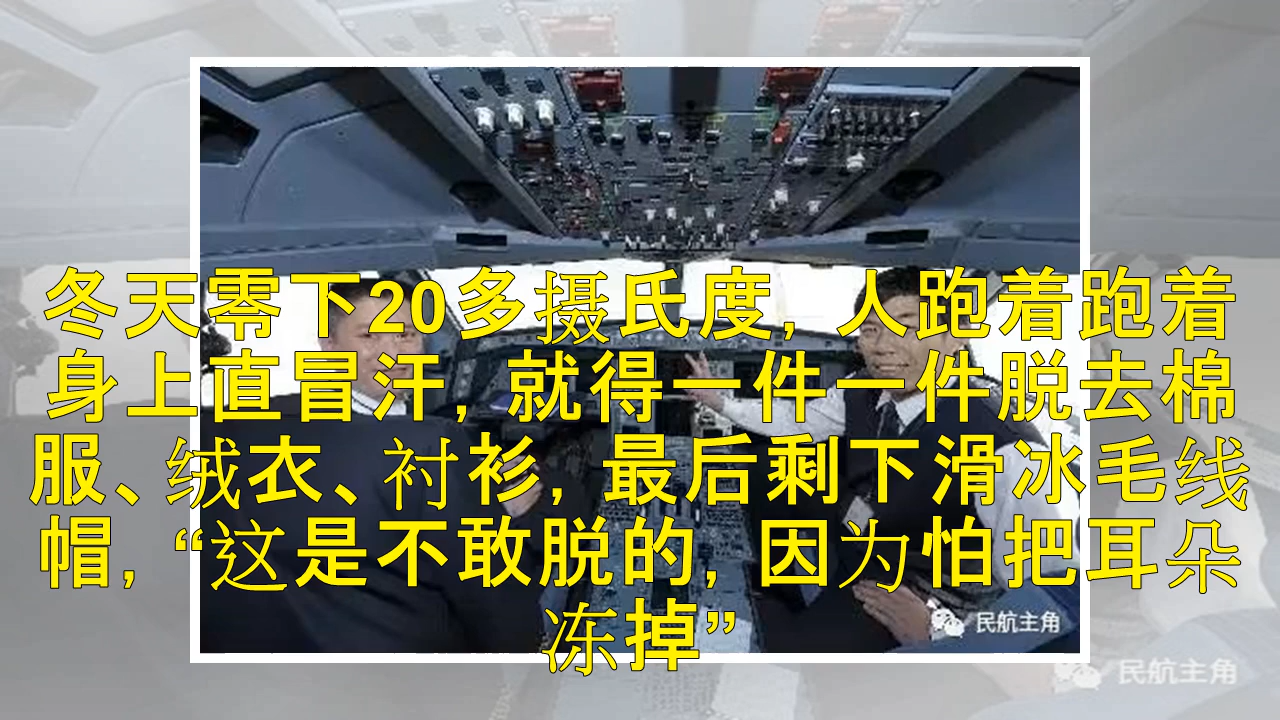 冬天零下20多摄氏度, 人跑着跑着
身上直冒汗, 就得一件一件脱去棉
服、绒衣、衬衫, 最后剩下滑冰毛线
帽, “这是不敢脱的, 因为怕把耳朵
冻掉”
民航主角
民航主角